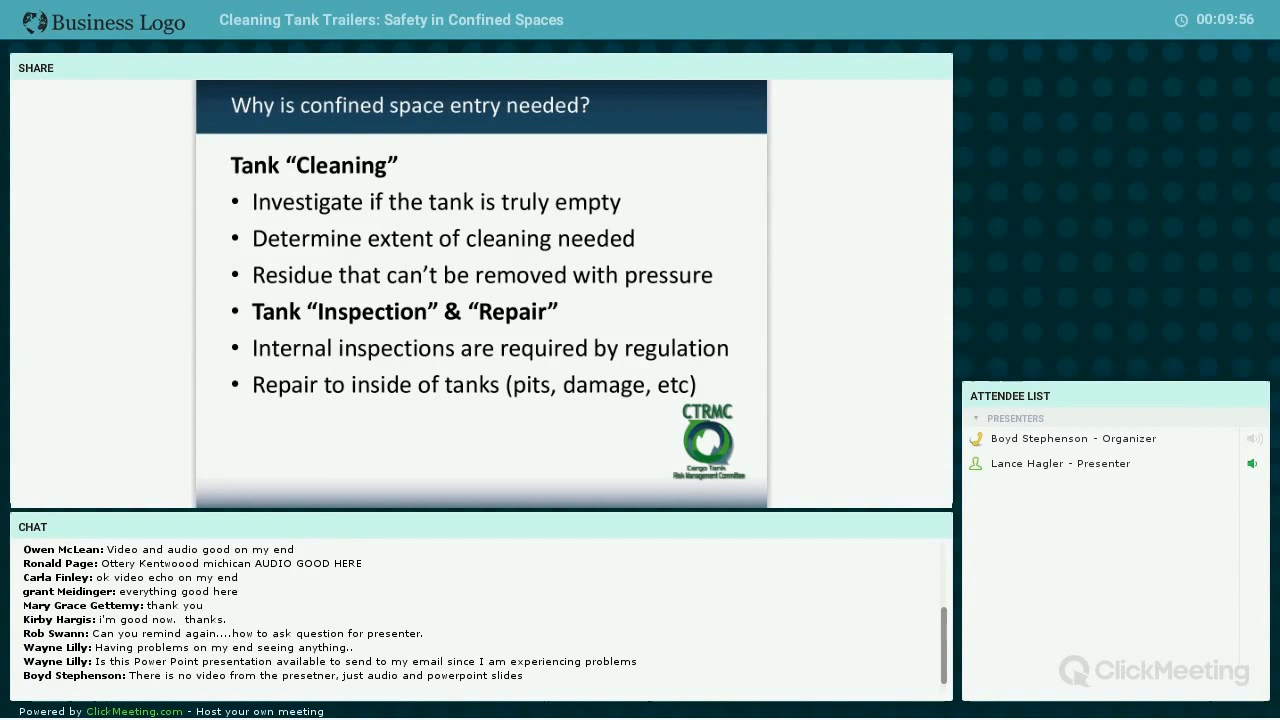 Business Logo
Cleaning Tank Trailers: Safety in Confined Spaces
00:09:56
SHARE
Why is confined space entry needed?
Tank “Cleaning”
• Investigate if the tank is truly empty
• Determine extent of cleaning needed
• Residue that can’t be removed with pressure
• Tank “Inspection” & “Repair”
• Internal inspections are required by regulation
• Repair to inside of tanks (pits, damage, etc)
CTRMC
Cargo Tank
Risk Management Committee
ATTENDEE LIST
PRESENTERS
Boyd Stephenson - Organizer
Lance Hagler - Presenter
CHAT
Owen McLean: Video and audio good on my end
Ronald Page: Ottery Kentwoood michican AUDIO GOOD HERE
Carla Finley: ok video echo on my end
grant Meidinger: everything good here
Mary Grace Gettemy: thank you
Kirby Hargis: i'm good now. thanks.
Rob Swann: Can you remind again....how to ask question for presenter.
Wayne Lilly: Having problems on my end seeing anything..
Wayne Lilly: Is this Power Point presentation available to send to my email since I am experiencing problems
Boyd Stephenson: There is no video from the presetner, just audio and powerpoint slides
ClickMeeting
Powered by ClickMeeting.com - Host your own meeting